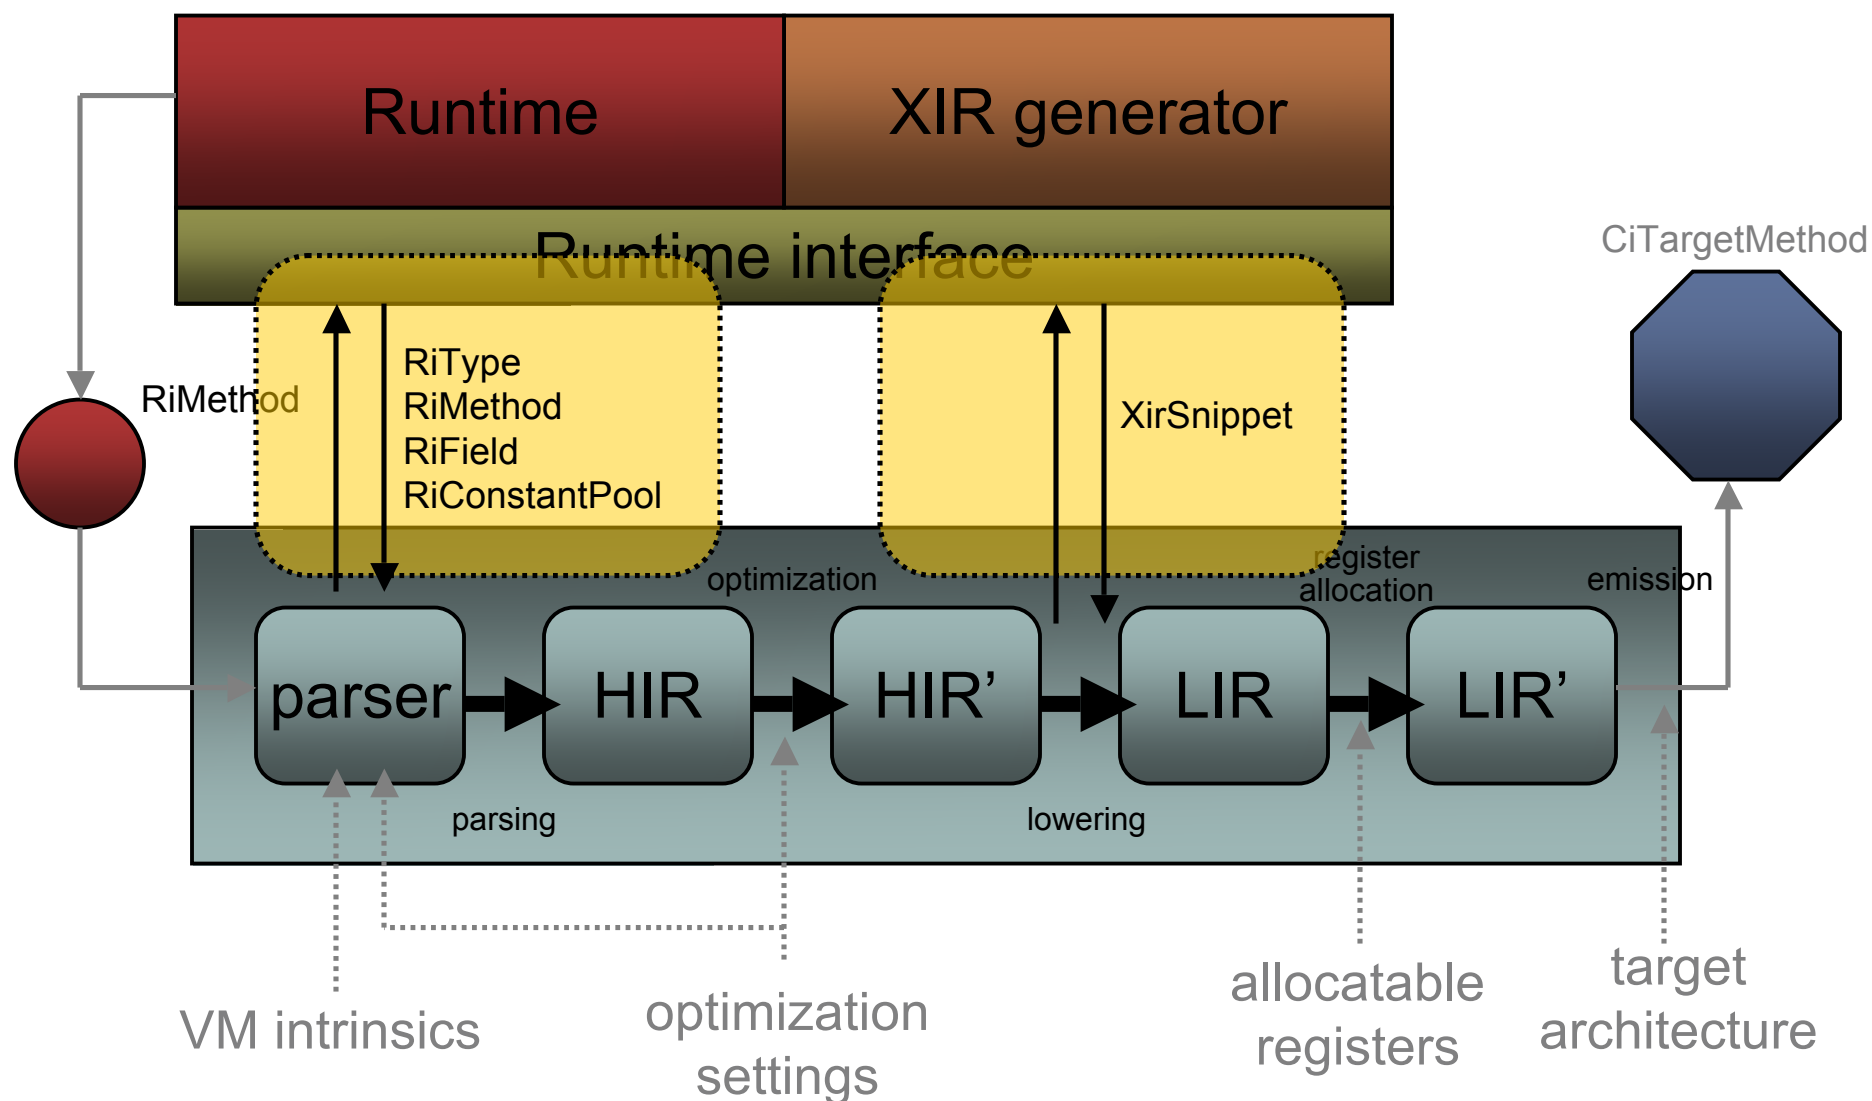 Runtime
XIR generator
Runtime interface
CiTargetMethod
RiMethod
RiType
RiMethod
RiField
RiConstantPool
XirSnippet
optimization
register
allocation
emission
parser
HIR
HIR’
LIR
LIR’
parsing
lowering
VM intrinsics
optimization
settings
allocatable
registers
target
architecture